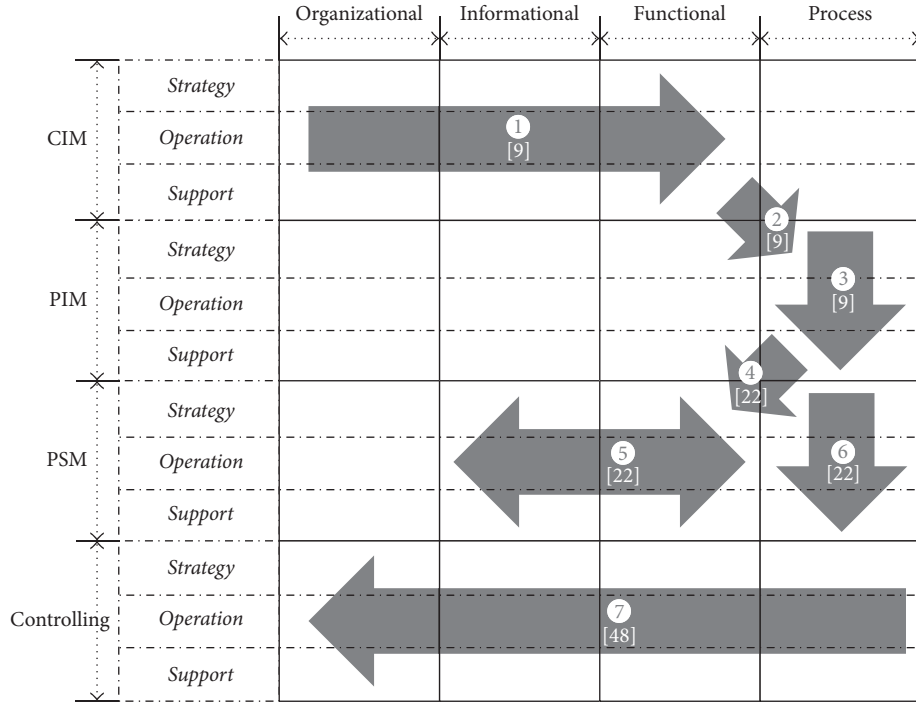 Organizational Informational Functional Process
CIM
Strategy
Operation
Support
1
[9]
2
[9]
PIM
Strategy
Operation
Support
3
[9]
4
[22]
PSM
Strategy
Operation
Support
5
[22]
6
[22]
Controlling
Strategy
Operation
Support
7
[48]